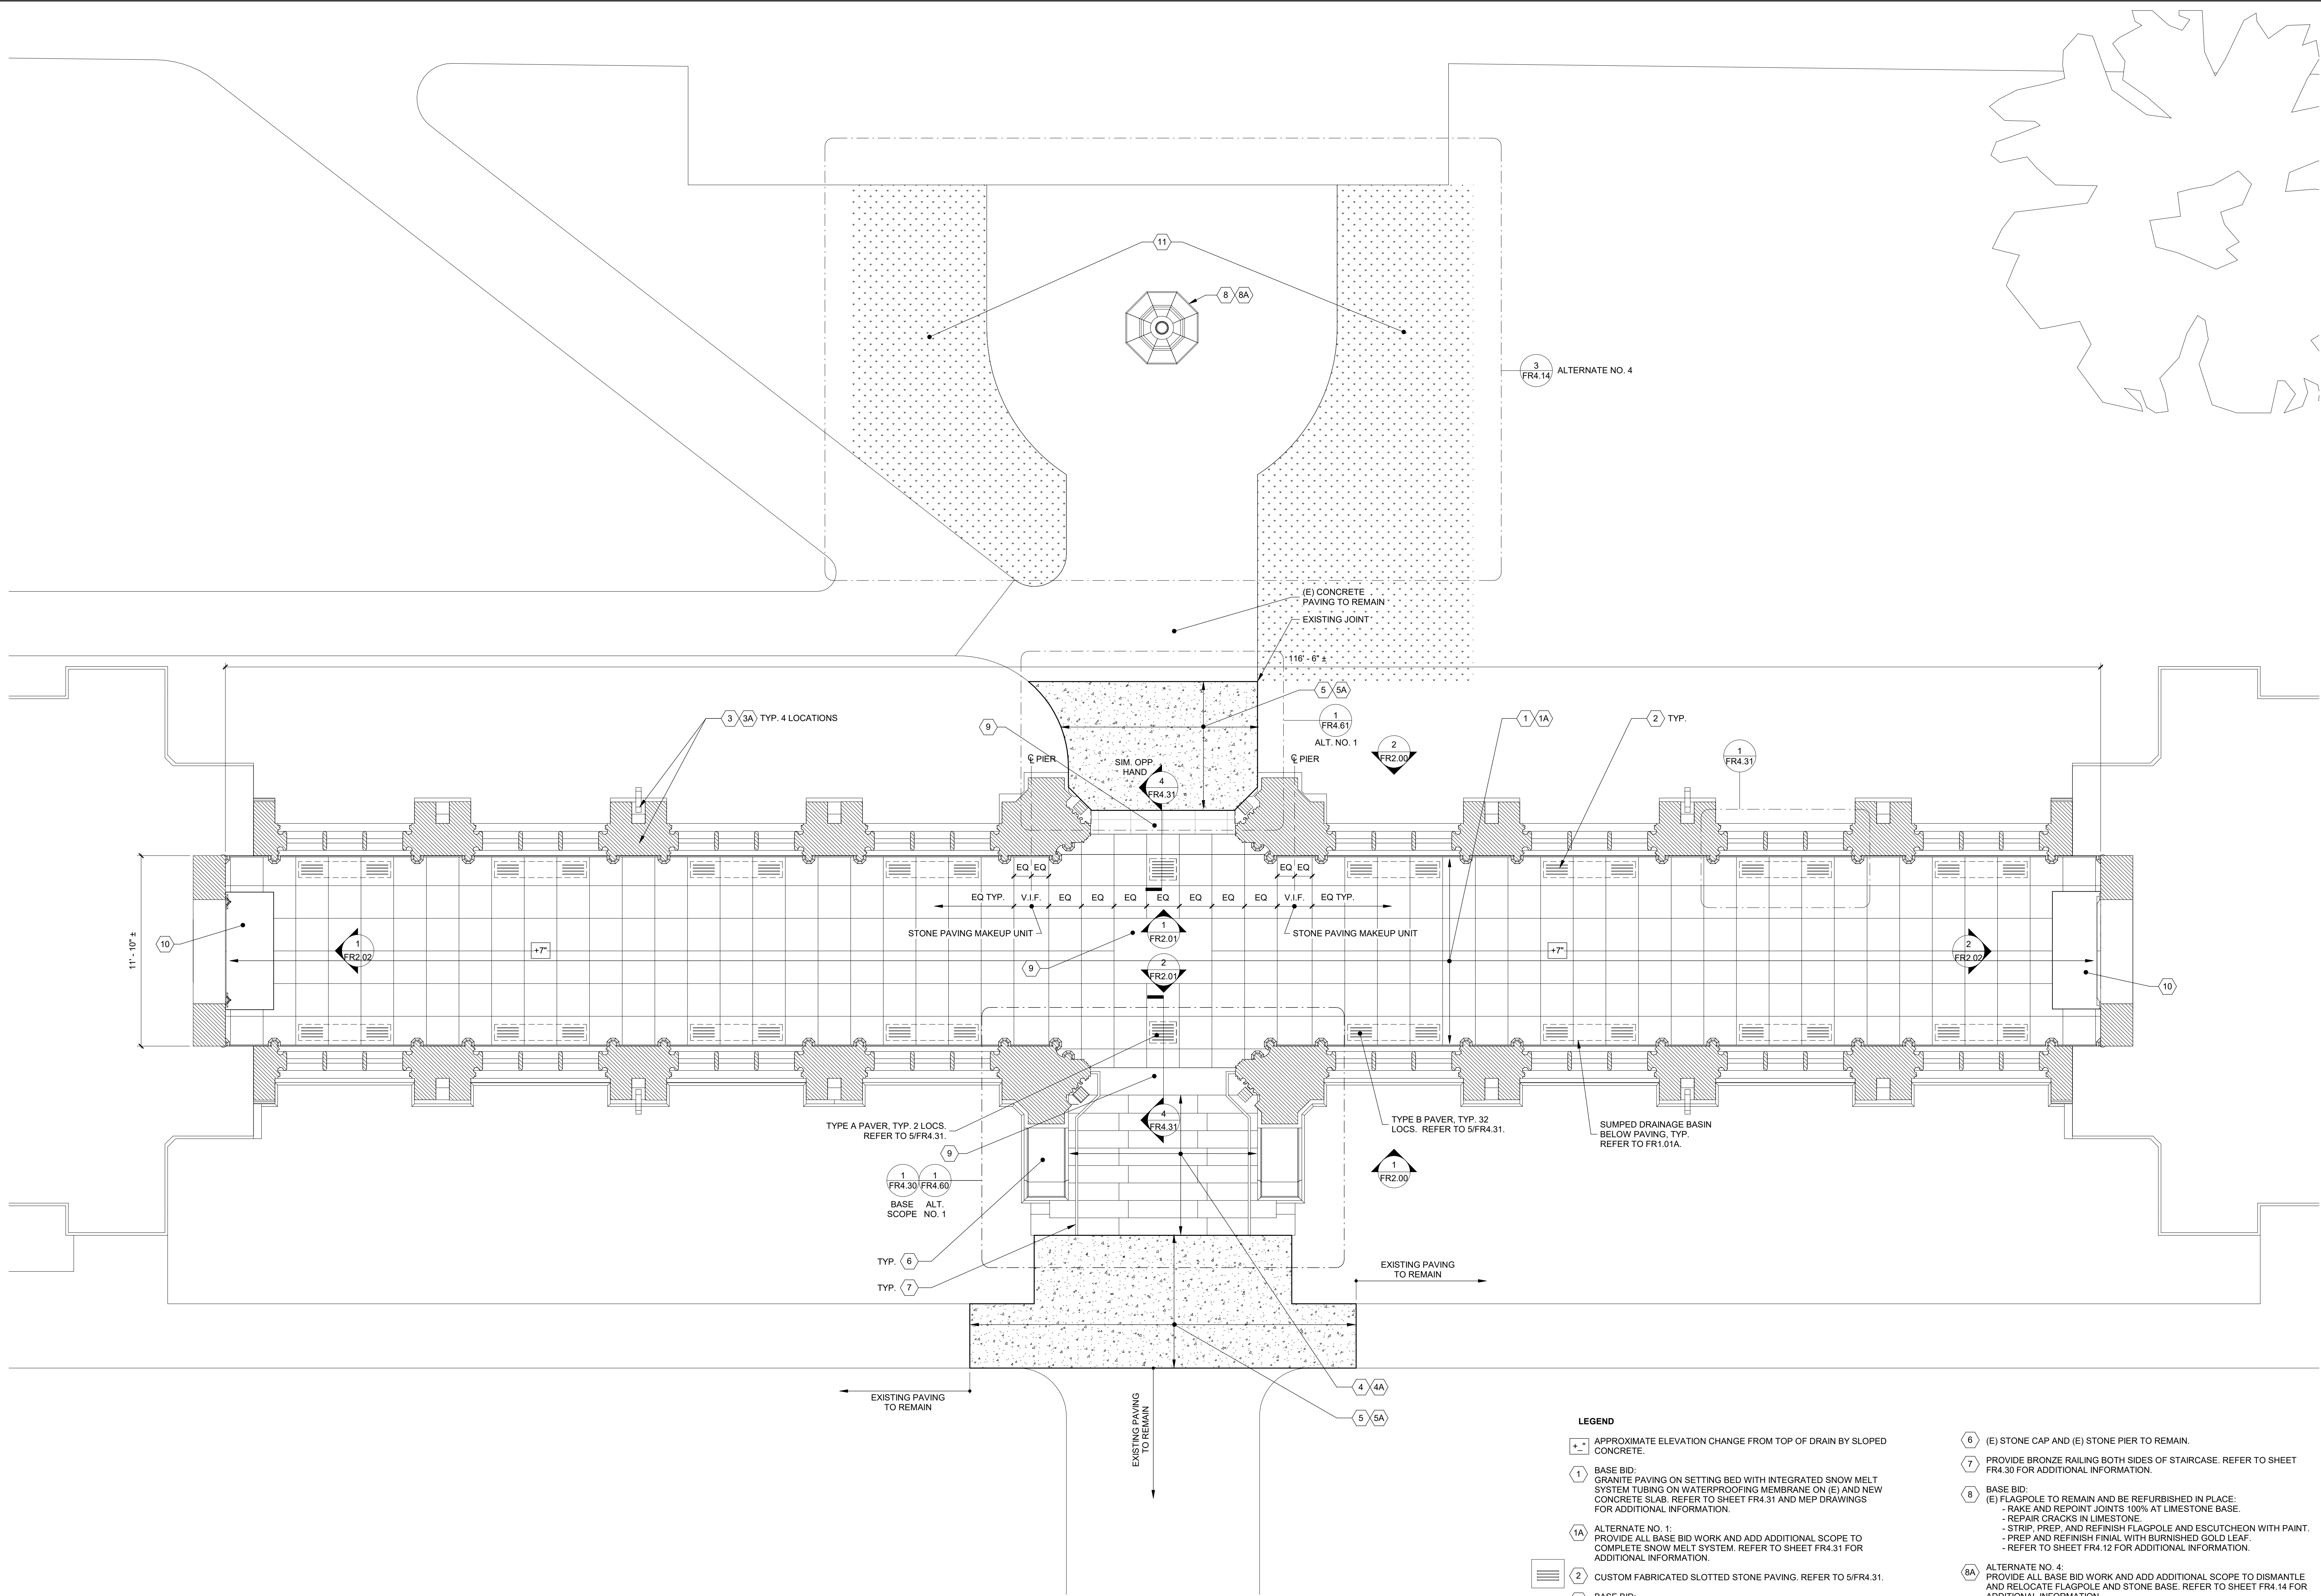 11
8 8A
3
FR4.14
ALTERNATE NO. 4
(E) CONCRETE
PAVING TO REMAIN
EXISTING JOINT
116' - 6" ±
5 5A
3 3A TYP. 4 LOCATIONS
9
1
FR4.61
ALT. NO. 1
1 1A
2 TYP.
2
FR2.00
1
FR4.31
℄ PIER
℄ PIER
SIM. OPP.
HAND
4
FR4.31
EQ EQ
EQ EQ
EQ TYP. V.I.F. EQ EQ EQ EQ EQ EQ EQ V.I.F. EQ TYP.
STONE PAVING MAKEUP UNIT
STONE PAVING MAKEUP UNIT
1
FR2.01
10
11' - 10" ±
1
FR2.02
+7"
9
+7"
2
FR2.02
2
FR2.01
10
TYPE A PAVER, TYP. 2 LOCS.
REFER TO 5/FR4.31.
4
FR4.31
TYPE B PAVER, TYP. 32
LOCS. REFER TO 5/FR4.31.
SUMPED DRAINAGE BASIN
BELOW PAVING, TYP.
REFER TO FR1.01A.
9
1
FR4.30
1
FR4.60
BASE
SCOPE
ALT.
NO. 1
1
FR2.00
TYP. 6
TYP. 7
EXISTING PAVING
TO REMAIN
EXISTING PAVING
TO REMAIN
EXISTING PAVING
TO REMAIN
4 4A
5 5A
LEGEND
+_" APPROXIMATE ELEVATION CHANGE FROM TOP OF DRAIN BY SLOPED
CONCRETE.
1 BASE BID:
GRANITE PAVING ON SETTING BED WITH INTEGRATED SNOW MELT
SYSTEM TUBING ON WATERPROOFING MEMBRANE ON (E) AND NEW
CONCRETE SLAB. REFER TO SHEET FR4.31 AND MEP DRAWINGS
FOR ADDITIONAL INFORMATION.
1A ALTERNATE NO. 1:
PROVIDE ALL BASE BID WORK AND ADD ADDITIONAL SCOPE TO
COMPLETE SNOW MELT SYSTEM. REFER TO SHEET FR4.31 FOR
ADDITIONAL INFORMATION.
2 CUSTOM FABRICATED SLOTTED STONE PAVING. REFER TO 5/FR4.31.
BASE BID:
6 (E) STONE CAP AND (E) STONE PIER TO REMAIN.
7 PROVIDE BRONZE RAILING BOTH SIDES OF STAIRCASE. REFER TO SHEET
FR4.30 FOR ADDITIONAL INFORMATION.
8 BASE BID:
(E) FLAGPOLE TO REMAIN AND BE REFURBISHED IN PLACE:
- RAKE AND REPOINT JOINTS 100% AT LIMESTONE BASE.
- REPAIR CRACKS IN LIMESTONE.
- STRIP, PREP, AND REFINISH FLAGPOLE AND ESCUTCHEON WITH PAINT.
- PREP AND REFINISH FINIAL WITH BURNISHED GOLD LEAF.
- REFER TO SHEET FR4.12 FOR ADDITIONAL INFORMATION.
8A ALTERNATE NO. 4:
PROVIDE ALL BASE BID WORK AND ADD ADDITIONAL SCOPE TO DISMANTLE
AND RELOCATE FLAGPOLE AND STONE BASE. REFER TO SHEET FR4.14 FOR
ADDITIONAL INFORMATION.